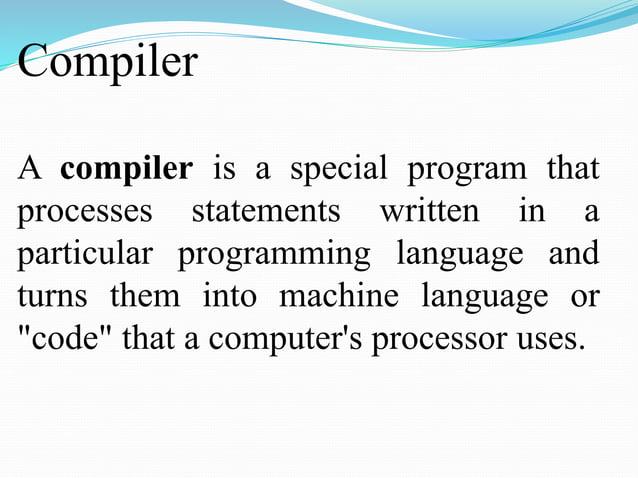 Compiler
A compiler is a special program that
processes statements written in a
particular programming language and
turns them into machine language or
"code" that a computer's processor uses.